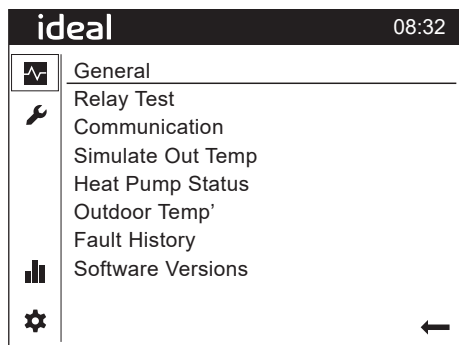 ideal 08:32
General
Relay Test
Communication
Simulate Out Temp
Heat Pump Status
Outdoor Temp’
Fault History
Software Versions